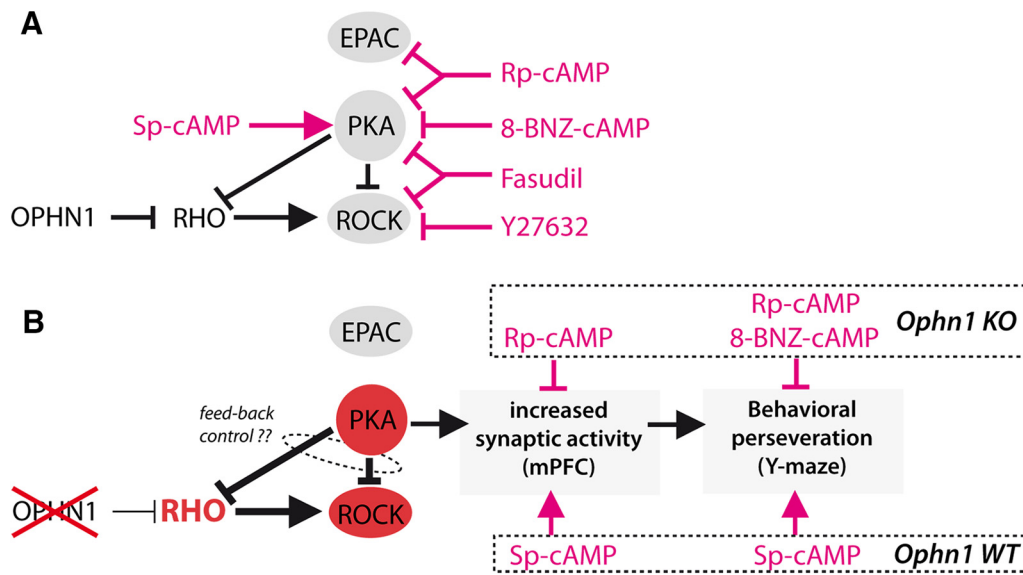 A
EPAC
Rp-cAMP
Sp-cAMP
PKA
8-BNZ-cAMP
Fasudil
OPHN1
RHO
ROCK
Y27632
B
EPAC
Rp-cAMP
Rp-cAMP
8-BNZ-cAMP
Ophn1 KO
feed-back
control ??
PKA
increased
synaptic activity
(mPFC)
Behavioral
perseveration
(Y-maze)
OPHN1
RHO
ROCK
Sp-cAMP
Sp-cAMP
Ophn1 WT